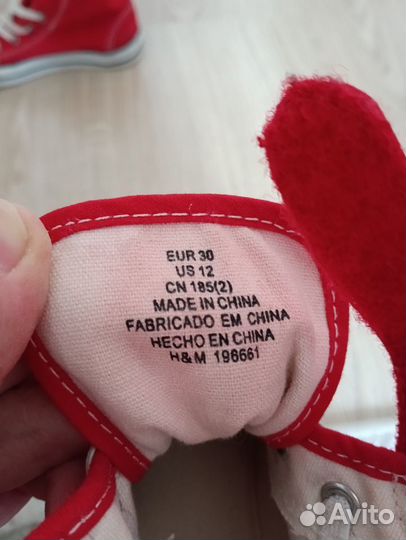 EUR 30
US 12
CN 185(2)
MADE IN CHINA
FABRICADO EM CHINA
HECHO EN CHINA
H&M 196661
Avito